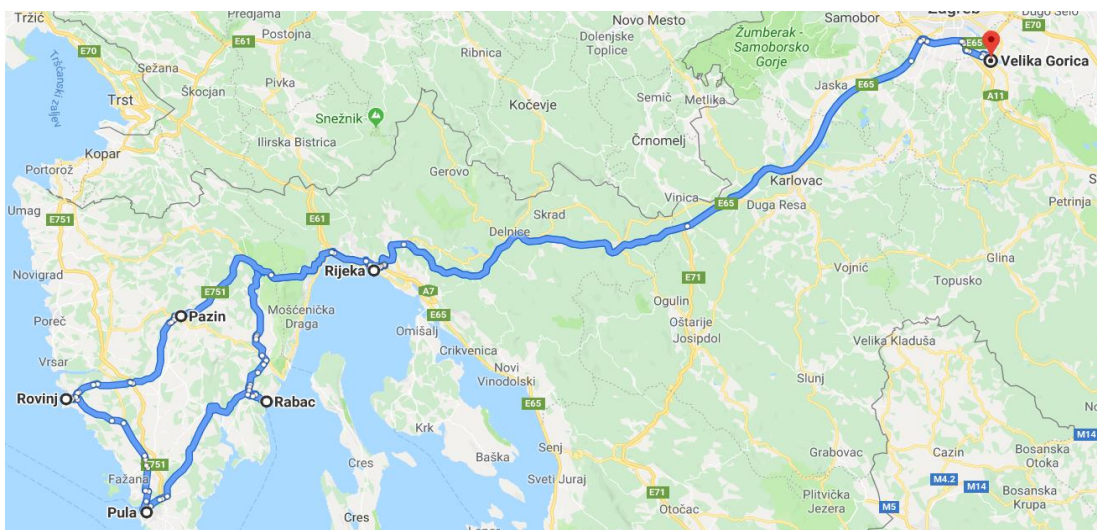 Tržič
Predjama
Postojna
E61
Novo Mesto
Samobor
Zagreb
Dugo Selo
E70
E70
Ribnica
Dolenjske
Toplice
Žumberak -
Samoborsko
Gorje
E65
Velika Gorica
Sežana
Škocjan
Pivka
Trst
Tršćanski zaljev
Kočevje
Semič
Metlika
Jaska
E65
A11
Snežnik
Ilirska Bistrica
Črnomelj
Kopar
Portorož
Gerovo
Karlovac
Petrinja
Umag
E751
E61
Skrad
Vinica
E65
Duga Resa
Delnice
Rijeka
Glina
Novigrad
E751
A7
E71
Vojnić
Topusko
Pazin
Mošćenička
Draga
Omišalj
E65
Ogulin
Poreč
Oštarije
Crikvenica
Josipdol
Velika Kladuša
Vrsar
Novi
Vinodolski
Rovinj
Rabac
Slunj
E65
Krk
M14
Senj
Grabovac
Cazin
Bosanska
Otoka
E751
Cres
Baška
Fažana
Sveti Juraj
M4.2
M14
Bosanska
Krupa
Pula
Cres
E71
Otočac
Plitvička
Jezera
M5